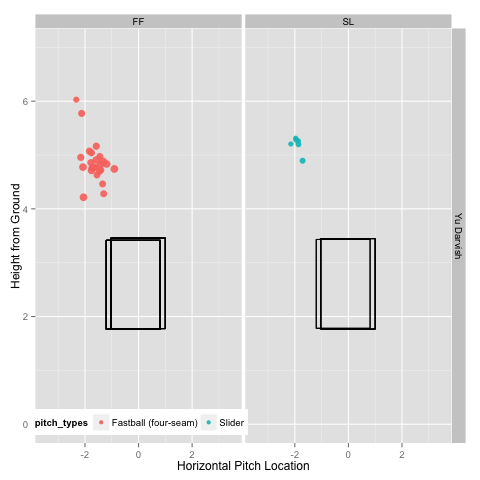 FF
SL
6
4
2
0
Height from Ground
Yu Darvish
pitch_types
Fastball (four-seam)
Slider
-2
0
2
-2
0
2
Horizontal Pitch Location